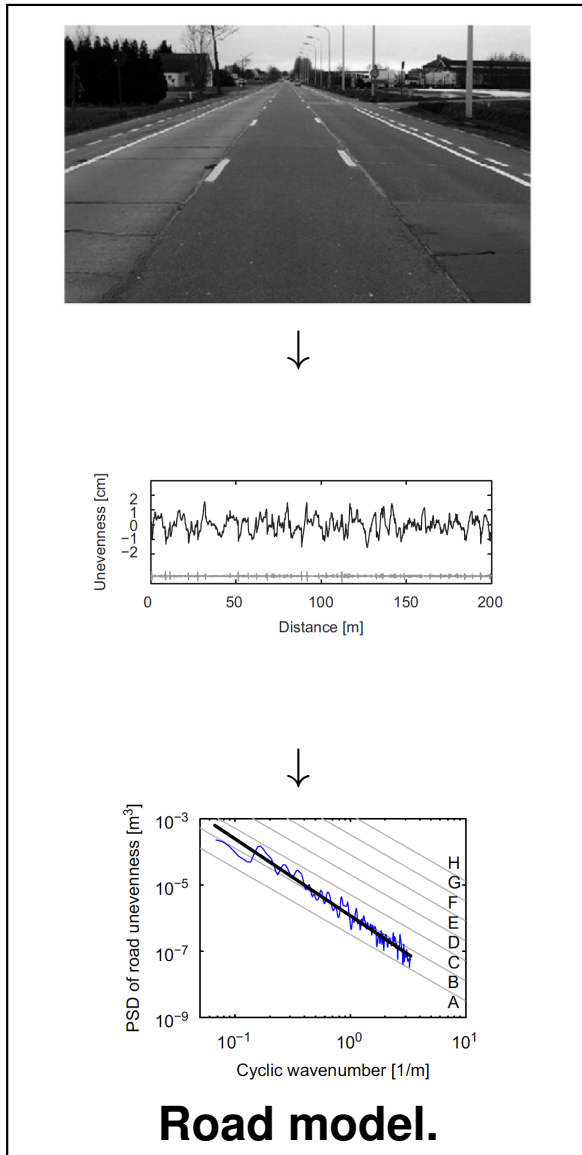 ↓
Unevenness [cm]
2
1
0
−1
−2
0 50 100 150 200
Distance [m]
↓
PSD of road unevenness [m³]
10⁻³
10⁻⁵
10⁻⁷
10⁻⁹
H
G
F
E
D
C
B
A
10⁻¹ 10⁰ 10¹
Cyclic wavenumber [1/m]
Road model.